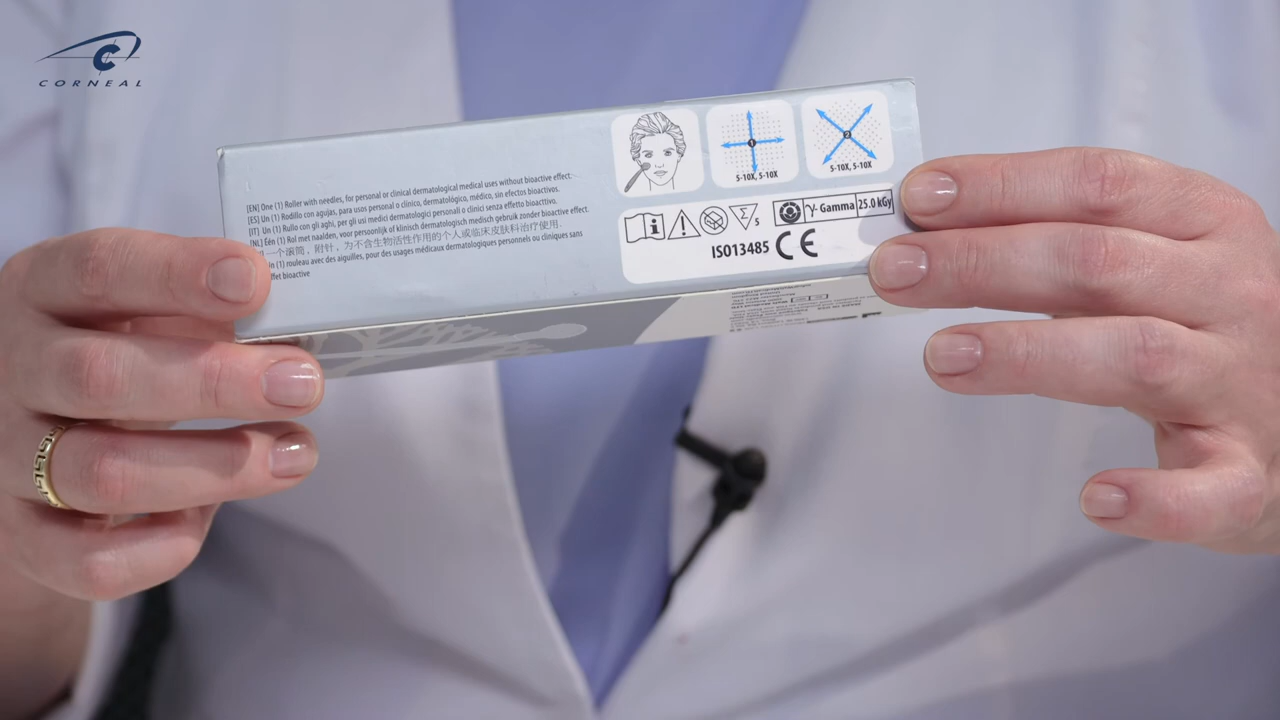 CORNEAL
[EN] One (1) Roller with needles, for personal or clinical dermatological medical uses without bioactive effect.
[ES] Un (1) Rodillo con agujas, para usos personal o clínico, dermatológico, médico, sin efectos bioactivos.
[IT] Un (1) Rullo con gli aghi, per gli usi medici dermatologici personali o clinici senza effetto bioattivo.
[NL] Eén (1) Rol met naalden, voor persoonlijk of klinisch dermatologisch medisch gebruik zonder bioactive effect.
一个滚筒, 附针, 为不含生物活性作用的个人或临床皮肤科治疗使用.
(1) rouleau avec des aiguilles, pour des usages médicaux dermatologiques personnels ou cliniques sans
bioactive
1
5-10X, 5-10X
2
5-10X, 5-10X
5
γ- Gamma 25.0 kGy
ISO13485 CE